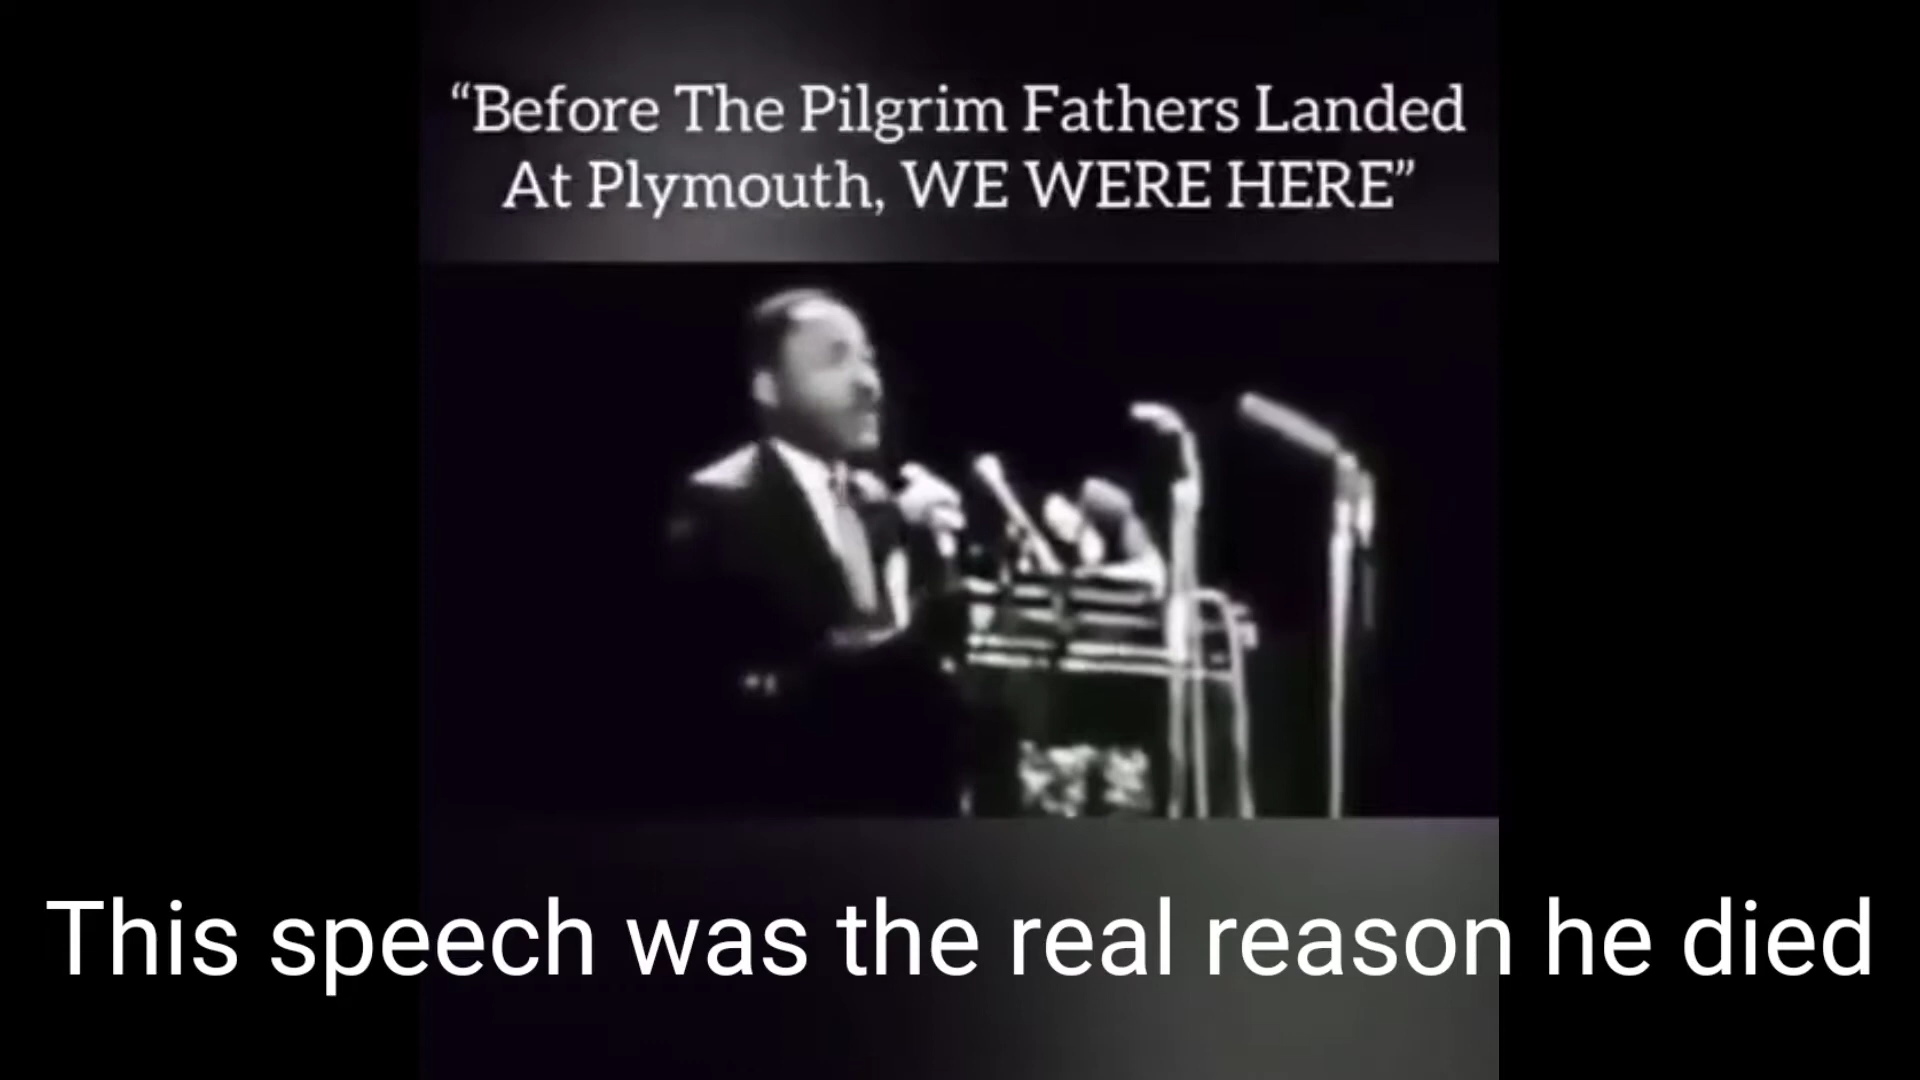 “Before The Pilgrim Fathers Landed
At Plymouth, WE WERE HERE”
This speech was the real reason he died